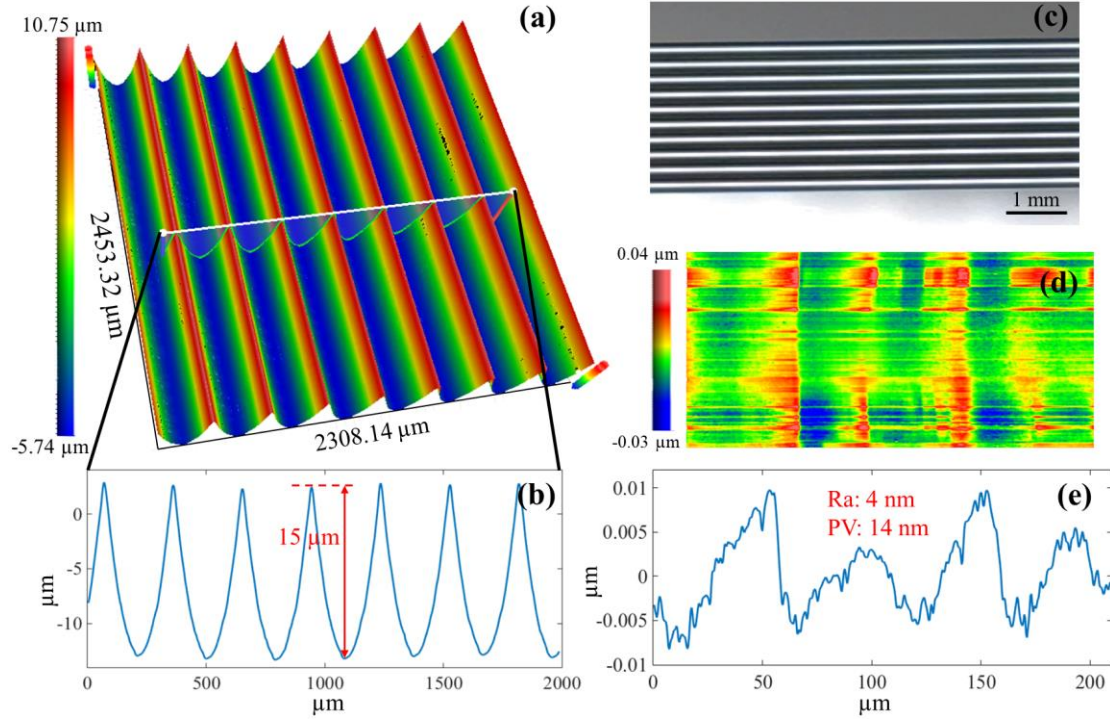 (a)
10.75 µm
-5.74 µm
2453.32 µm
2308.14 µm
(b)
15 µm
0
-5
-10
µm
0 500 1000 1500 2000
µm
(c)
1 mm
(d)
0.04 µm
-0.03 µm
(e)
Ra: 4 nm
PV: 14 nm
0.01
0.005
0
-0.005
-0.01
µm
0 50 100 150 200
µm